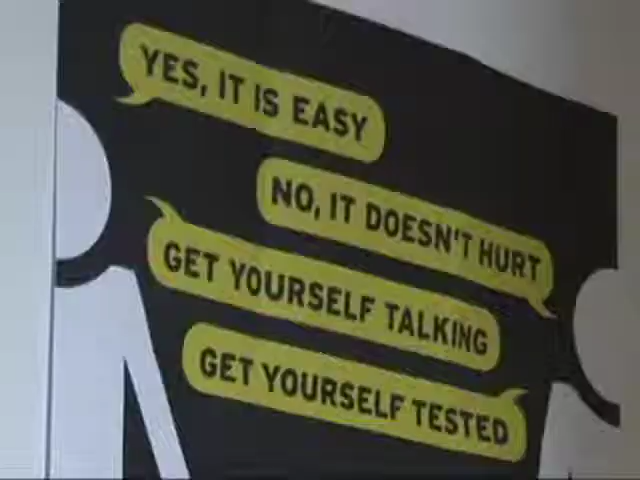 YES, IT IS EASY
NO, IT DOESN'T HURT
GET YOURSELF TALKING
GET YOURSELF TESTED